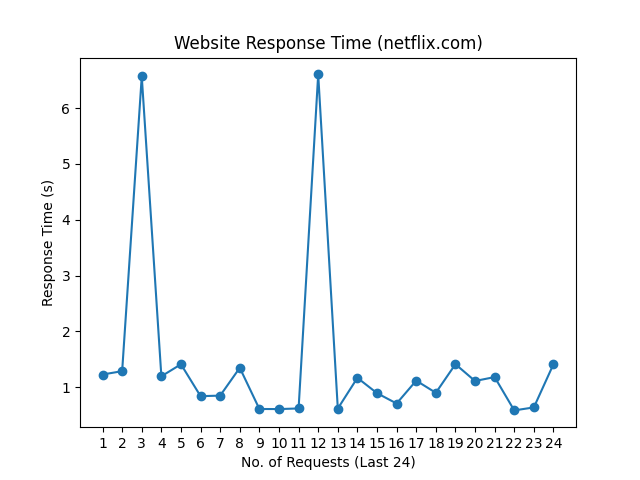 Website Response Time (netflix.com)
Response Time (s)
6
5
4
3
2
1
1 2 3 4 5 6 7 8 9 10 11 12 13 14 15 16 17 18 19 20 21 22 23 24
No. of Requests (Last 24)